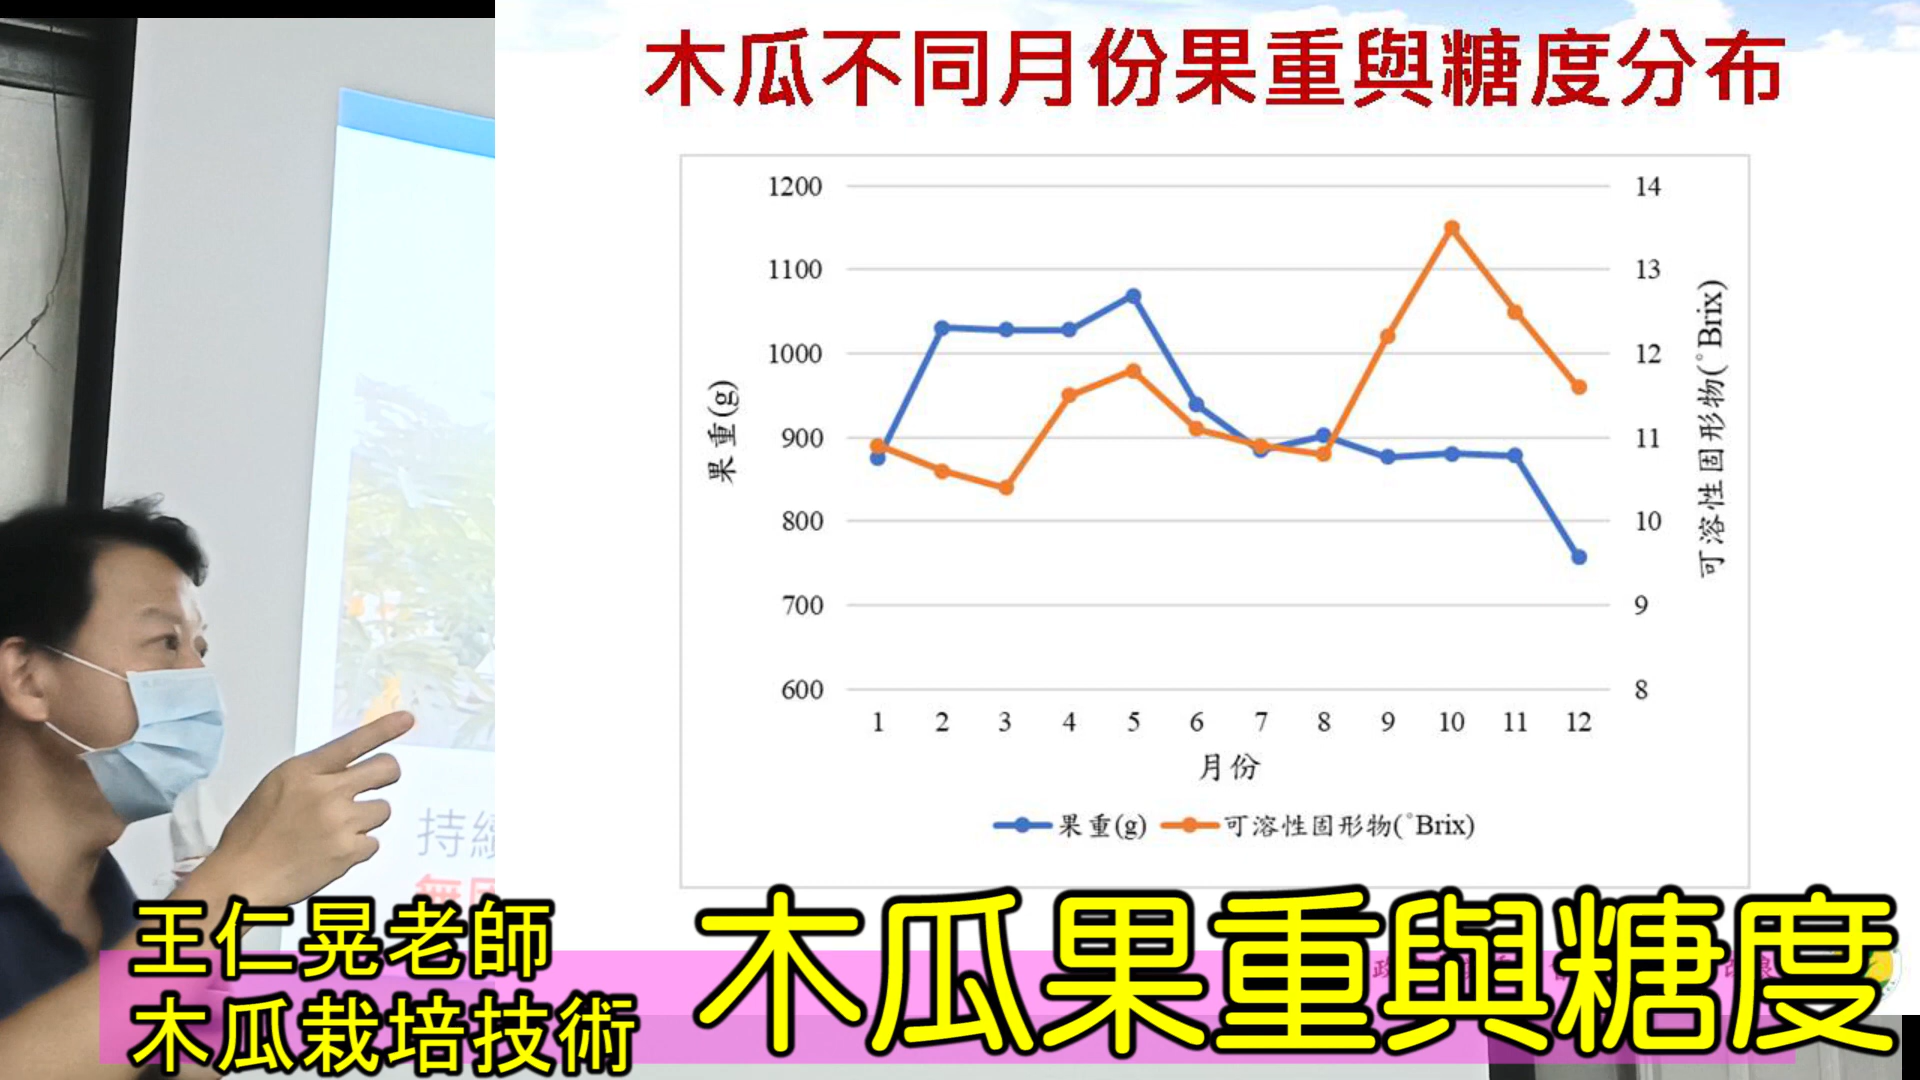 木瓜不同月份果重與糖度分布
1200
1100
1000
900
800
700
600
果重(g)
14
13
12
11
10
9
8
可溶性固形物(°Brix)
1 2 3 4 5 6 7 8 9 10 11 12
月份
果重(g) 可溶性固形物(°Brix)
持續
王仁晃老師
木瓜栽培技術
木瓜果重與糖度